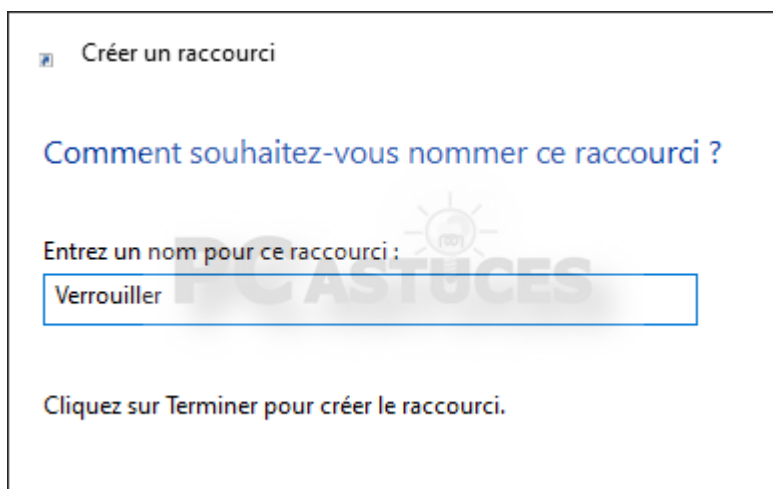 Créer un raccourci
Comment souhaitez-vous nommer ce raccourci ?
Entrez un nom pour ce raccourci :
PC ASTUCES
Verrouiller
Cliquez sur Terminer pour créer le raccourci.